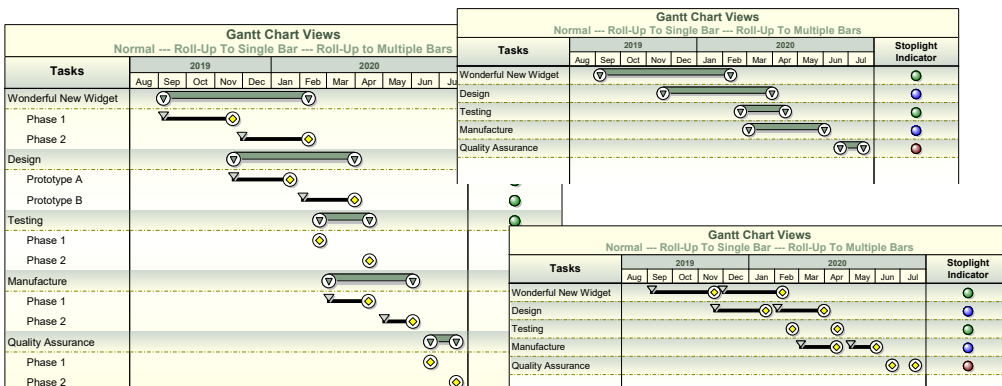 Gantt Chart Views
Normal --- Roll-Up To Single Bar --- Roll-Up to Multiple Bars
Tasks
2019 2020
Aug Sep Oct Nov Dec Jan Feb Mar Apr May Jun
Wonderful New Widget
Phase 1
Phase 2
Design
Prototype A
Prototype B
Testing
Phase 1
Phase 2
Manufacture
Phase 1
Phase 2
Quality Assurance
Phase 1
Phase 2
Gantt Chart Views
Normal --- Roll-Up To Single Bar --- Roll-Up To Multiple Bars
Tasks
2019 2020
Stoplight
Indicator
Aug Sep Oct Nov Dec Jan Feb Mar Apr May Jun Jul
Wonderful New Widget
Design
Testing
Manufacture
Quality Assurance
Gantt Chart Views
Normal --- Roll-Up To Single Bar --- Roll-Up To Multiple Bars
Tasks
2019 2020
Stoplight
Indicator
Aug Sep Oct Nov Dec Jan Feb Mar Apr May Jun Jul
Wonderful New Widget
Design
Testing
Manufacture
Quality Assurance